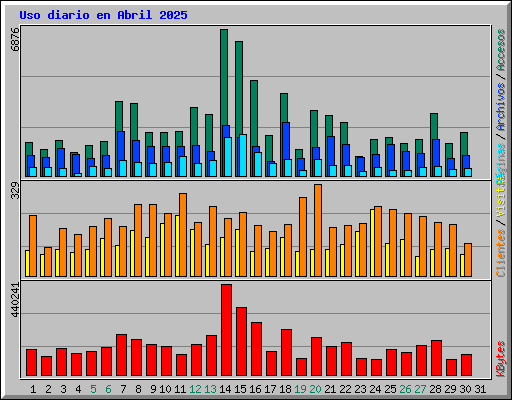 Uso diario en Abril 2025
6876
329
440241
Accesos / Archivos / Páginas
Clientes / Visitas
KBytes
1 2 3 4 5 6 7 8 9 10 11 12 13 14 15 16 17 18 19 20 21 22 23 24 25 26 27 28 29 30 31